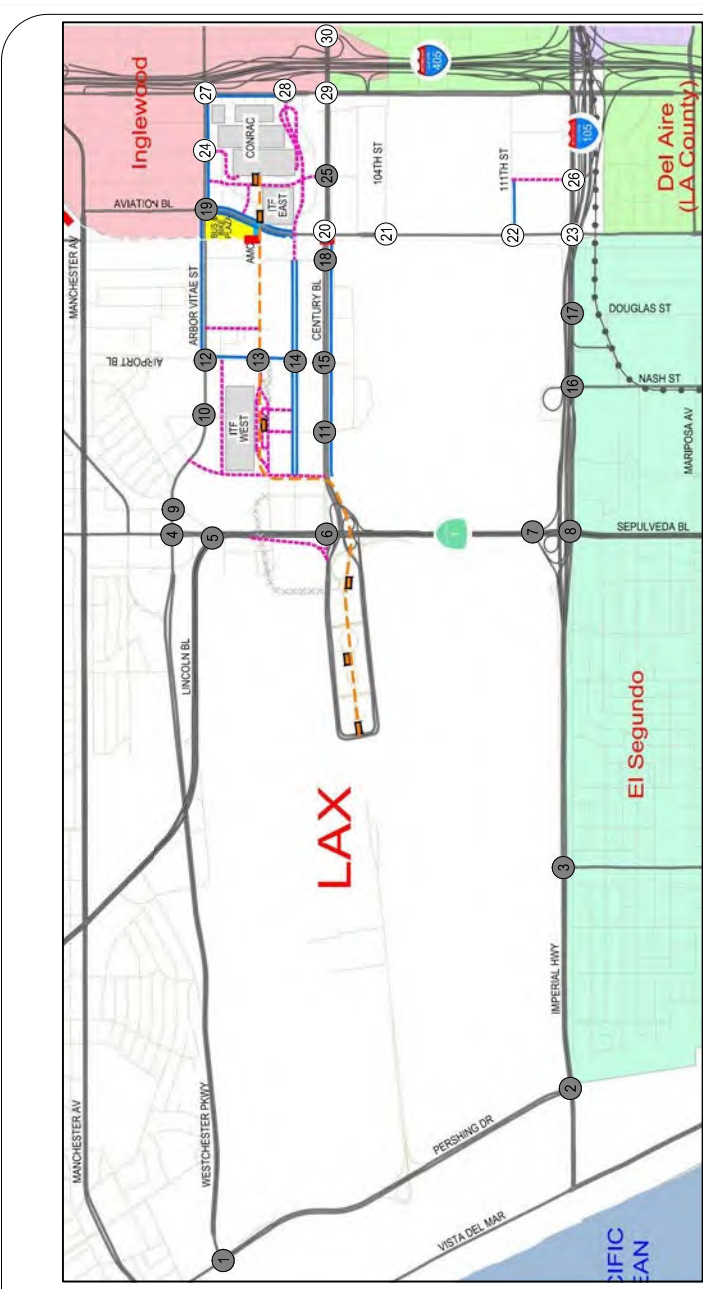 MANCHESTER AV
MANCHESTER AV
Inglewood
AVIATION BL
AIRPORT BL
ARBOR VITAE ST
BUS /
BIKE
PLAZA
AMC
CONRAC
ITF
EAST
ITF
WEST
CENTURY BL
104TH ST
111TH ST
405
105
Del Aire
(LA County)
DOUGLAS ST
NASH ST
MARIPOSA AV
SEPULVEDA BL
1
LINCOLN BL
WESTCHESTER PKWY
LAX
El Segundo
IMPERIAL HWY
PERSHING DR
VISTA DEL MAR
CIFIC
EAN
1
2
3
4
5
6
7
8
9
10
11
12
13
14
15
16
17
18
19
20
21
22
23
24
25
26
27
28
29
30